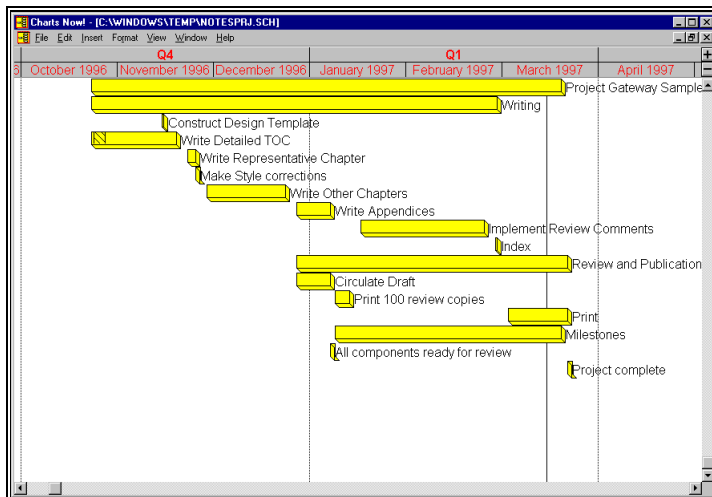 Charts Now! - [C:\WINDOWS\TEMP\NOTESPRJ.SCH]
File Edit Insert Format View Window Help
Q4 Q1
6 October 1996 November 1996 December 1996 January 1997 February 1997 March 1997 April 1997
Project Gateway Sample
Writing
Construct Design Template
Write Detailed TOC
Write Representative Chapter
Make Style corrections
Write Other Chapters
Write Appendices
Implement Review Comments
Index
Review and Publication
Circulate Draft
Print 100 review copies
Print
Milestones
All components ready for review
Project complete